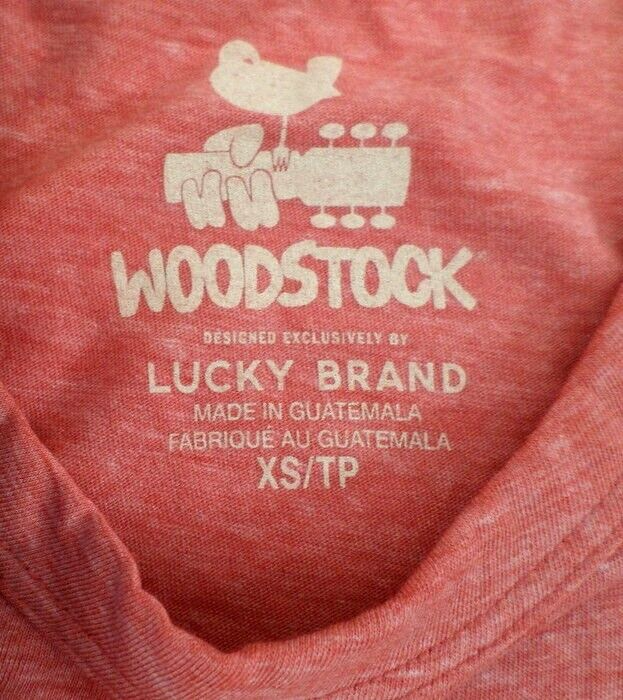 WOODSTOCK
DESIGNED EXCLUSIVELY BY
LUCKY BRAND
MADE IN GUATEMALA
FABRIQUÉ AU GUATEMALA
XS/TP